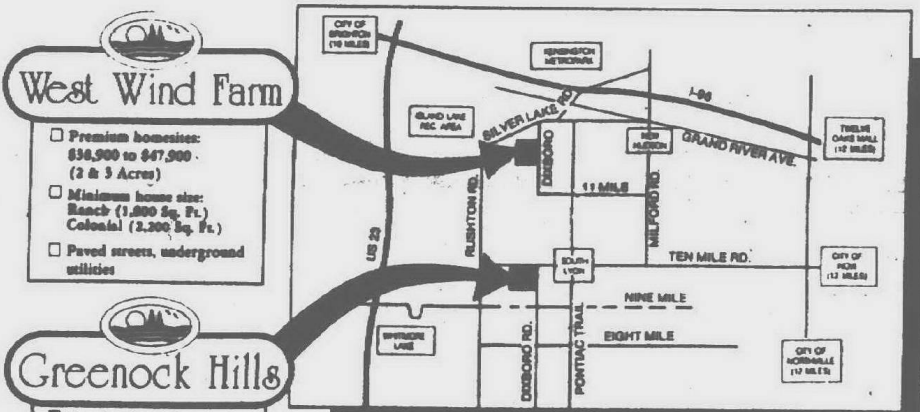 West Wind Farm
☐ Premium homesites:
$38,900 to $47,900
(2 & 3 Acres)
☐ Minimum house size:
Ranch (1,800 Sq. Ft.)
Colonial (2,200 Sq. Ft.)
☐ Paved streets, underground
utilities
Greenock Hills
CITY OF
BRIGHTON
(10 MILES)
KENSINGTON
METROPARK
I-96
ISLAND LAKE
REC. AREA
SILVER LAKE RD.
DIXBORO
NEW
HUDSON
GRAND RIVER AVE.
TWELVE
OAKS MALL
(12 MILES)
11 MILE
RUSHTON RD.
MILFORD RD.
US 23
SOUTH
LYON
TEN MILE RD.
CITY OF
NOVI
(12 MILES)
NINE MILE
WHITMORE
LAKE
DIXBORO RD.
PONTIAC TRAIL
EIGHT MILE
CITY OF
NORTHVILLE
(12 MILES)